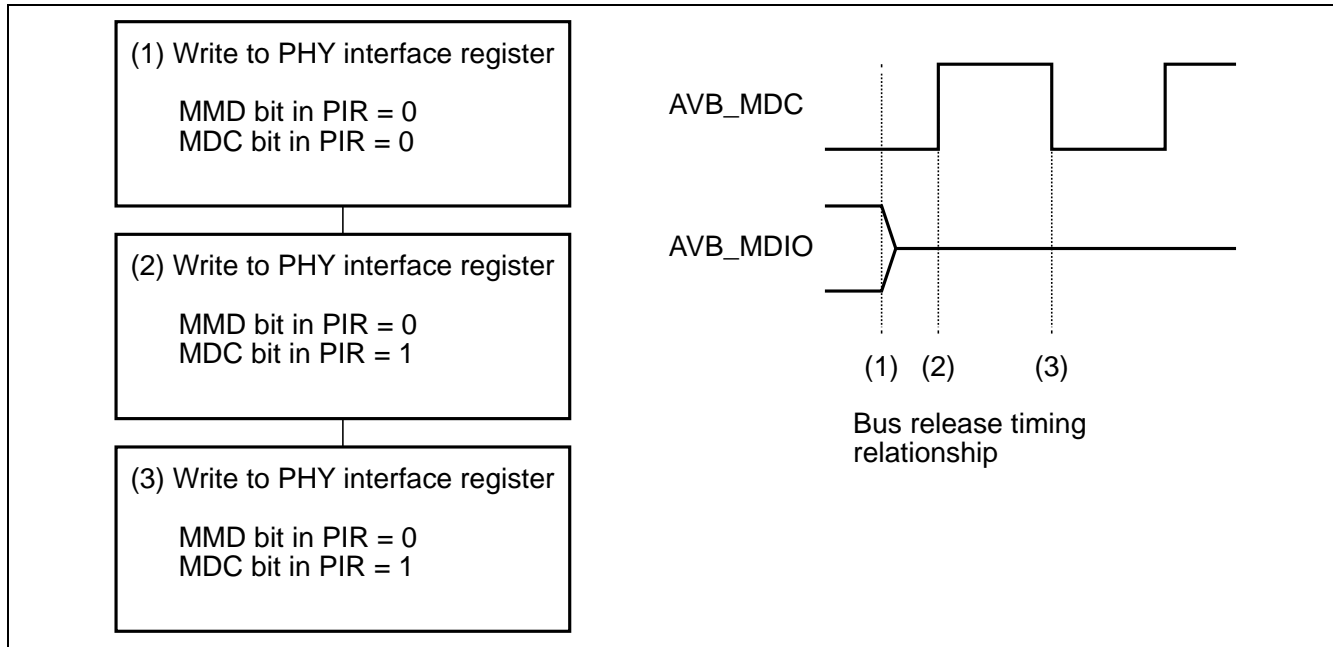 (1) Write to PHY interface register
MMD bit in PIR = 0
MDC bit in PIR = 0
(2) Write to PHY interface register
MMD bit in PIR = 0
MDC bit in PIR = 1
(3) Write to PHY interface register
MMD bit in PIR = 0
MDC bit in PIR = 1
AVB_MDC
AVB_MDIO
(1) (2) (3)
Bus release timing
relationship